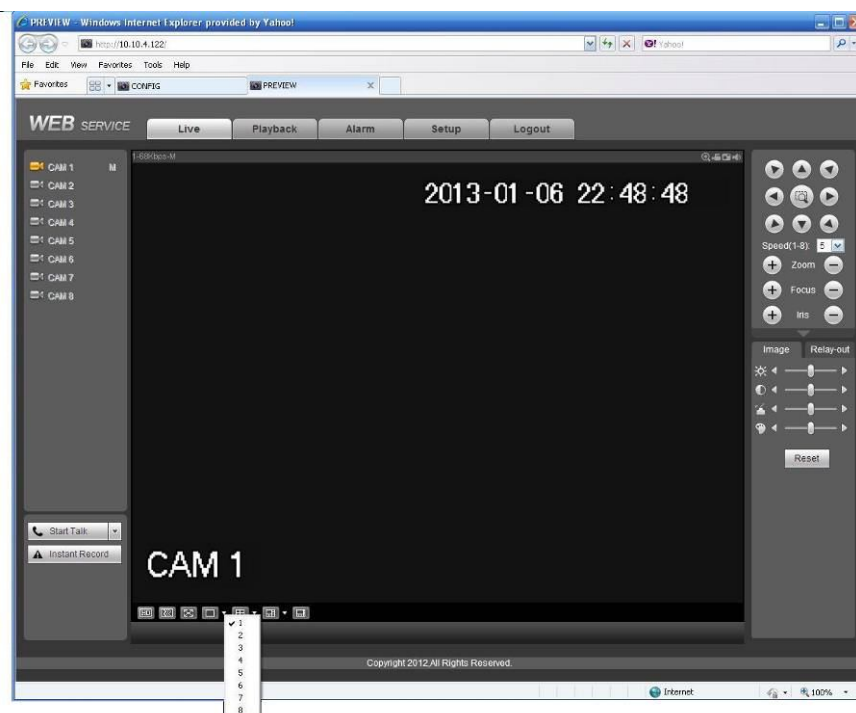 PREVIEW - Windows Internet Explorer provided by Yahoo!
http://10.10.4.122/
Yahoo!
File Edit View Favorites Tools Help
Favorites CONFIG PREVIEW
WEB SERVICE Live Playback Alarm Setup Logout
CAM 1 M
CAM 2
CAM 3
CAM 4
CAM 5
CAM 6
CAM 7
CAM 8
Start Talk
Instant Record
2013-01-06 22:48:48
CAM 1
1
2
3
4
5
6
7
8
Speed(1-8): 5
Zoom
Focus
Iris
Image Relay-out
Reset
Copyright 2012,All Rights Reserved.
Internet 100%